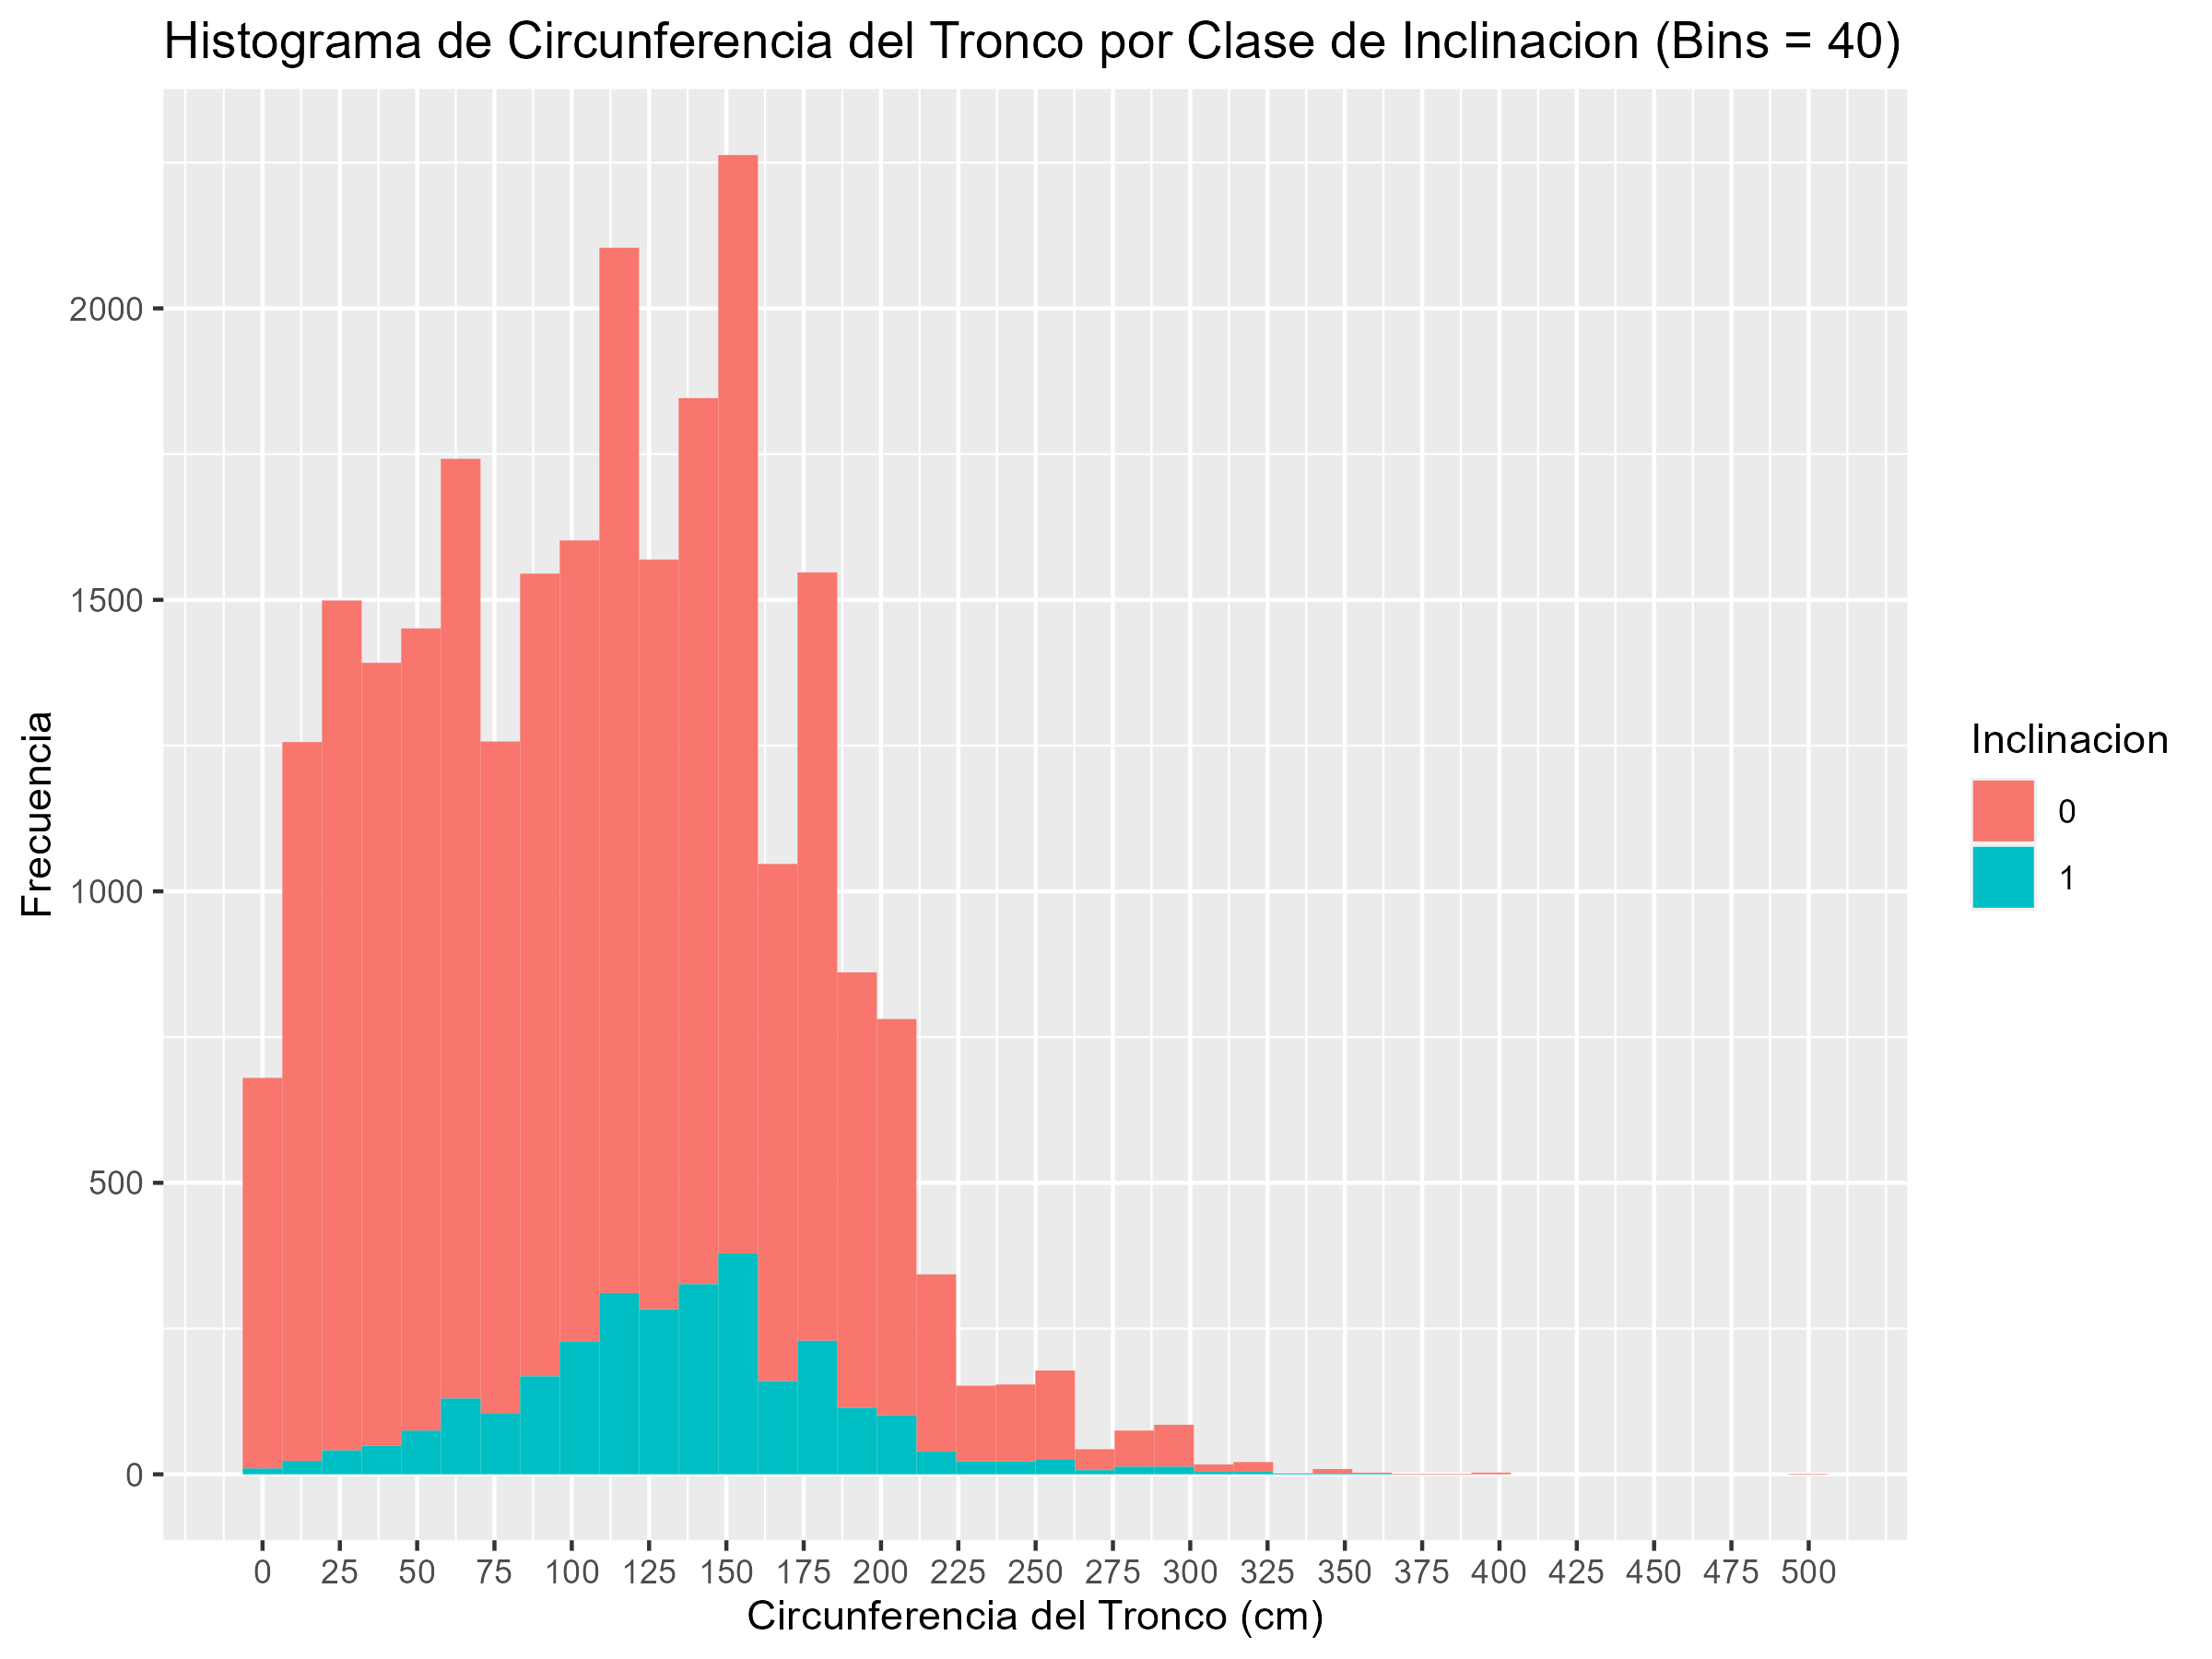 Histograma de Circunferencia del Tronco por Clase de Inclinacion (Bins = 40)
Frecuencia
2000
1500
1000
500
0
0 25 50 75 100 125 150 175 200 225 250 275 300 325 350 375 400 425 450 475 500
Circunferencia del Tronco (cm)
Inclinacion
0
1